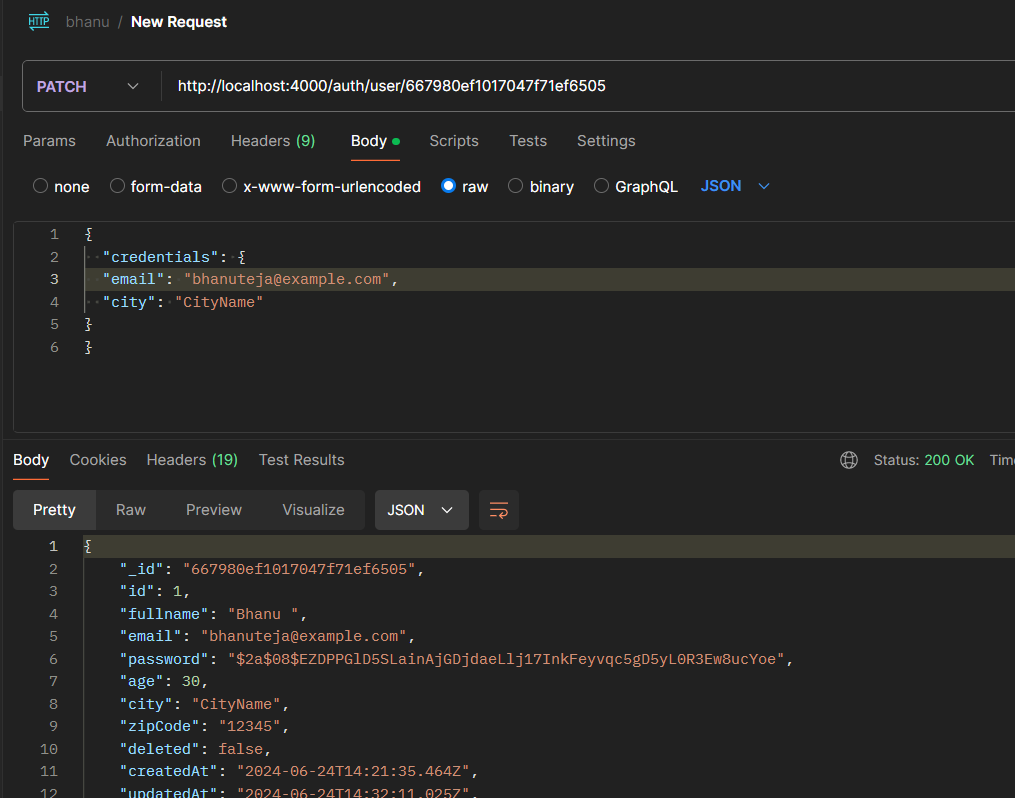 HTTP bhanu / New Request
PATCH http://localhost:4000/auth/user/667980ef1017047f71ef6505
Params Authorization Headers (9) Body Scripts Tests Settings
none form-data x-www-form-urlencoded raw binary GraphQL JSON
1 {
2 "credentials": {
3 "email": "bhanuteja@example.com",
4 "city": "CityName"
5 }
6 }
Body Cookies Headers (19) Test Results Status: 200 OK Tim
Pretty Raw Preview Visualize JSON
1 {
2 "_id": "667980ef1017047f71ef6505",
3 "id": 1,
4 "fullname": "Bhanu ",
5 "email": "bhanuteja@example.com",
6 "password": "$2a$08$EZDPPGlD5SLainAjGDjdaeLlj17InkFeyvqc5gD5yL0R3Ew8ucYoe",
7 "age": 30,
8 "city": "CityName",
9 "zipCode": "12345",
10 "deleted": false,
11 "createdAt": "2024-06-24T14:21:35.464Z",
12 "updatedAt": "2024-06-24T14:32:11.025Z",